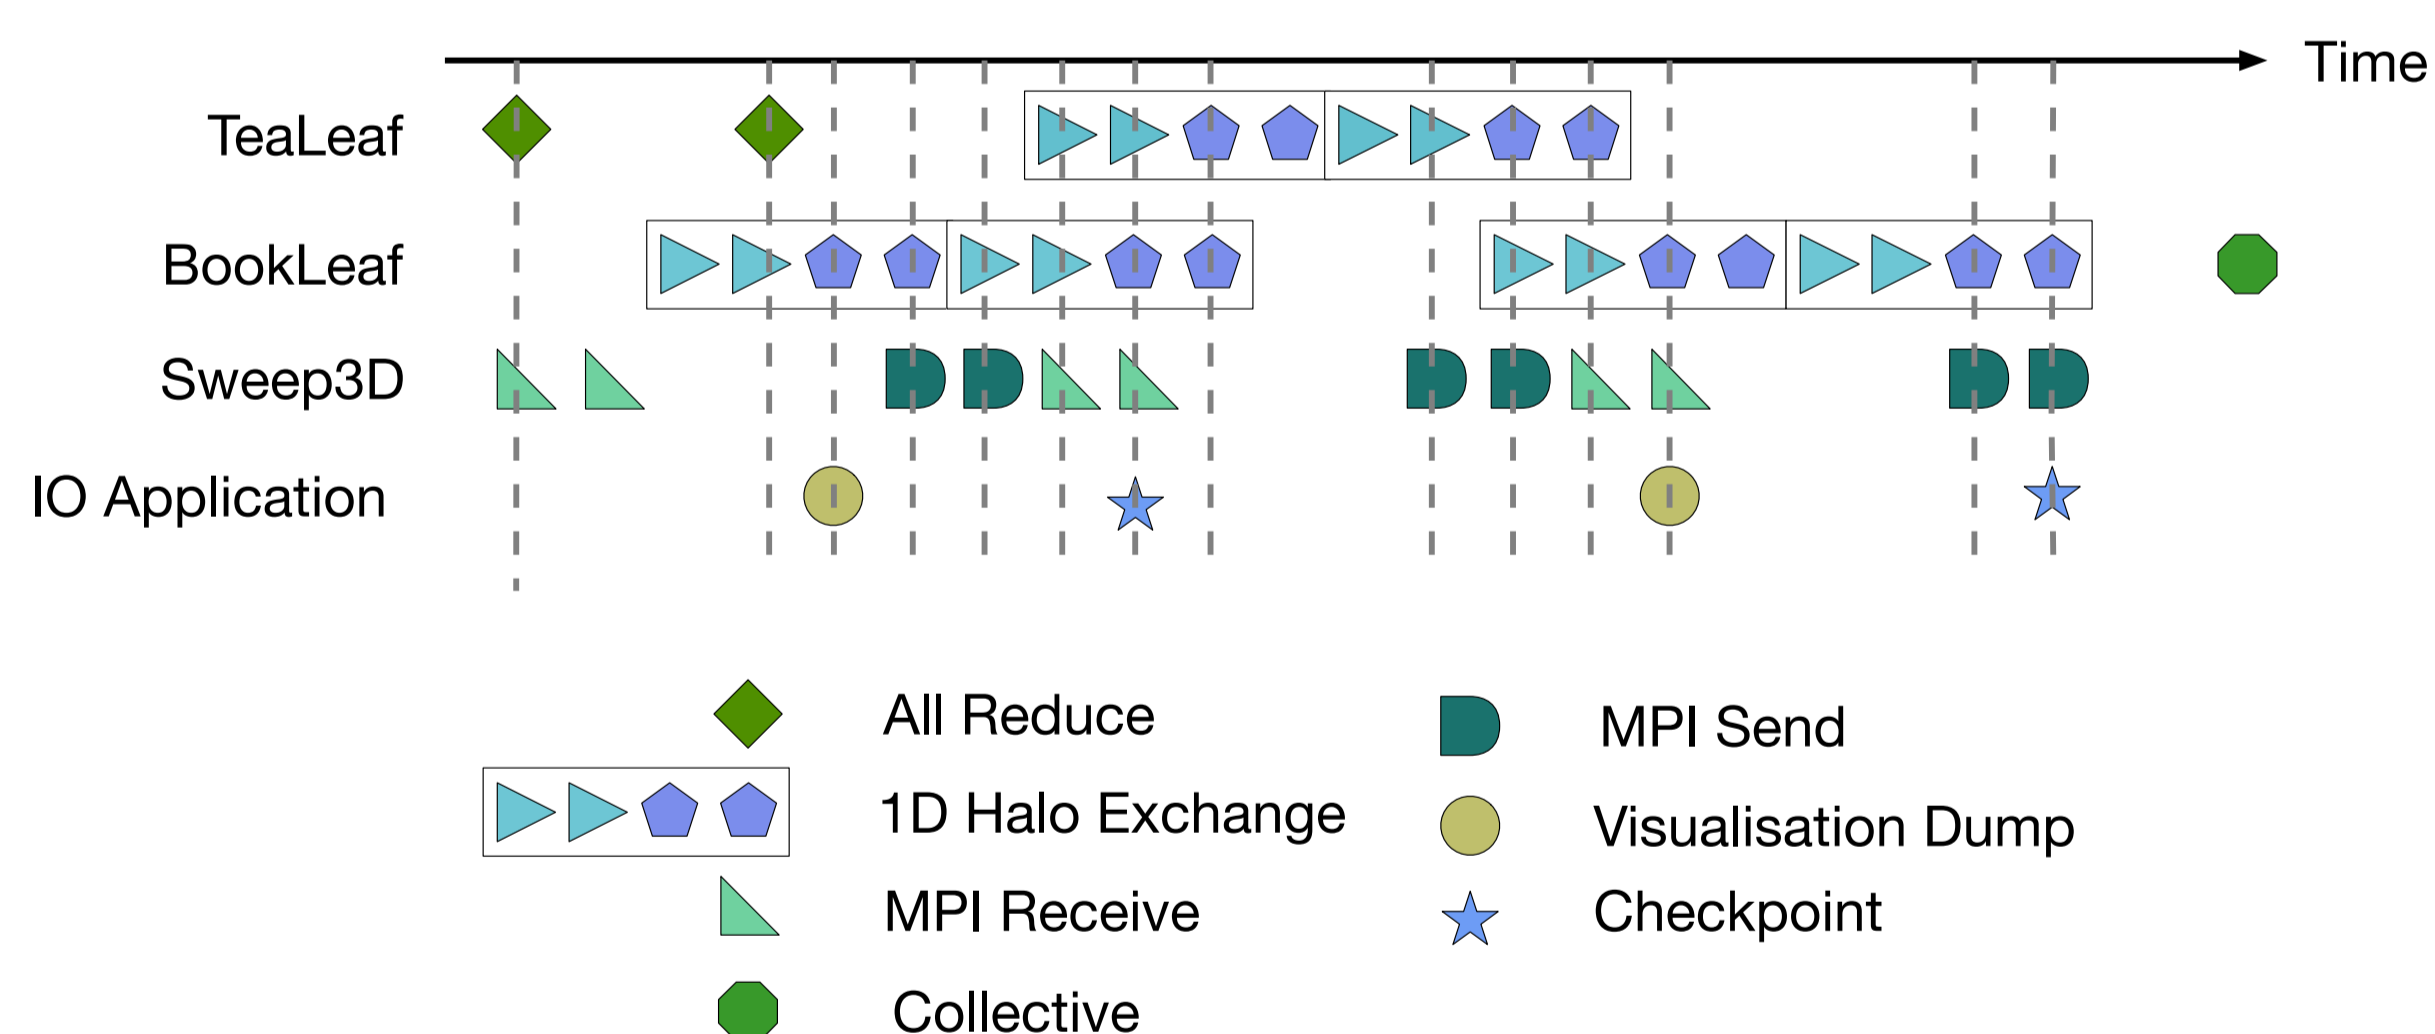 Time
TeaLeaf
BookLeaf
Sweep3D
IO Application
All Reduce
1D Halo Exchange
MPI Receive
Collective
MPI Send
Visualisation Dump
Checkpoint